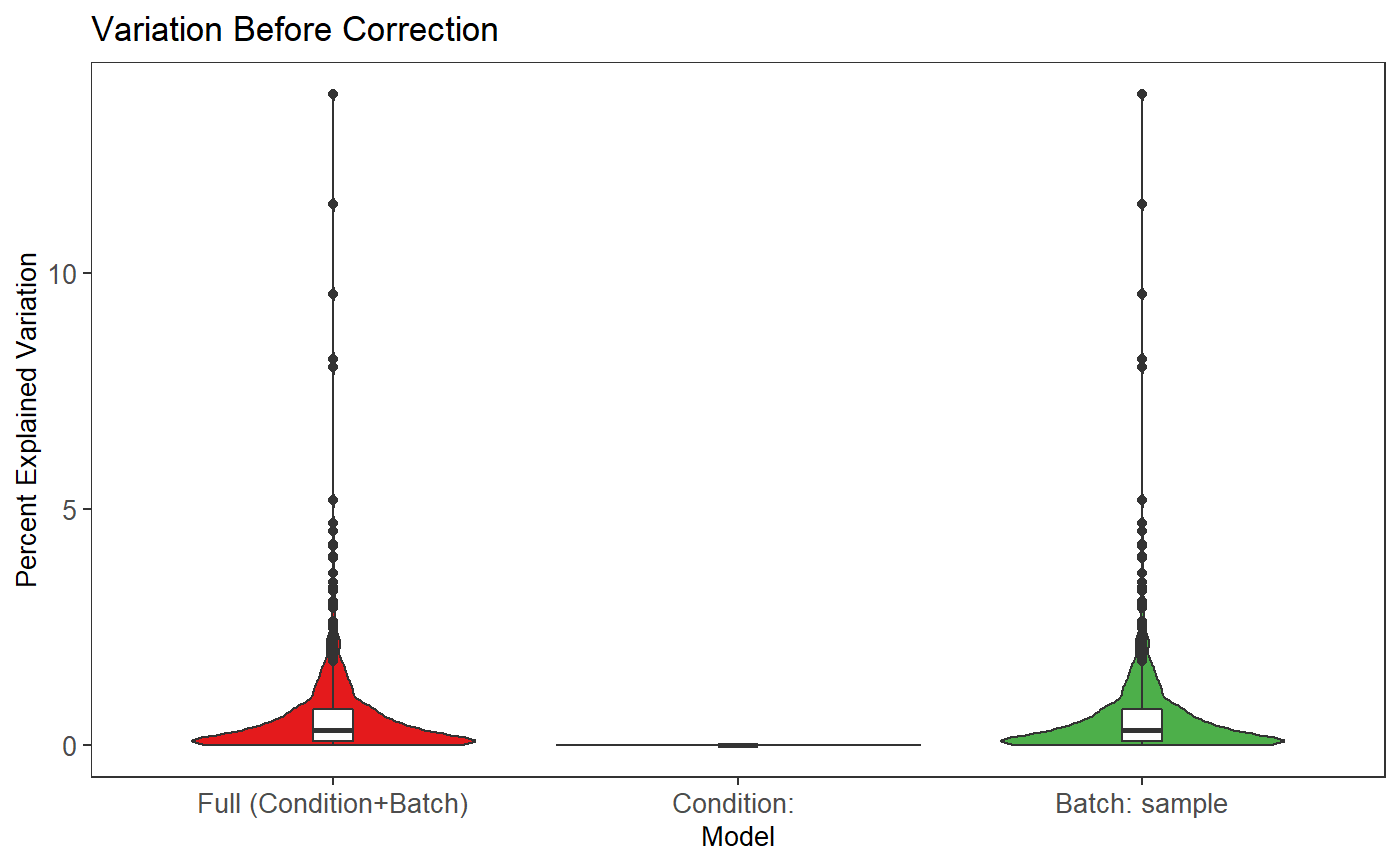 Variation Before Correction
Percent Explained Variation
10
5
0
Full (Condition+Batch)
Condition:
Batch: sample
Model